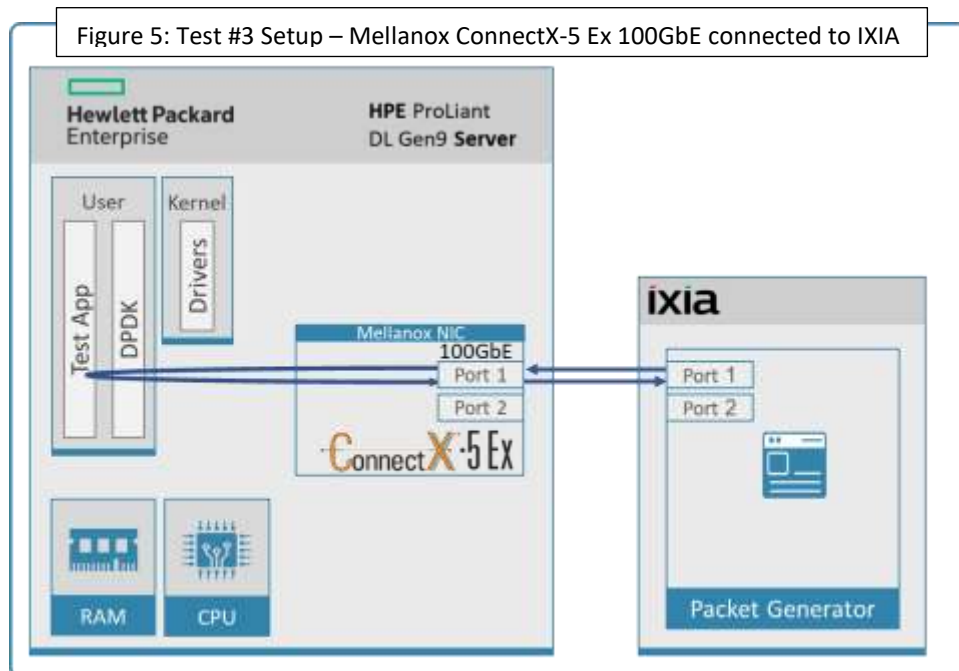 Figure 5: Test #3 Setup – Mellanox ConnectX-5 Ex 100GbE connected to IXIA
Hewlett Packard
Enterprise
HPE ProLiant
DL Gen9 Server
User
Kernel
Test App
DPDK
Drivers
Mellanox NIC
100GbE
Port 1
Port 2
ConnectX·5 Ex
RAM
CPU
ixia
Port 1
Port 2
Packet Generator